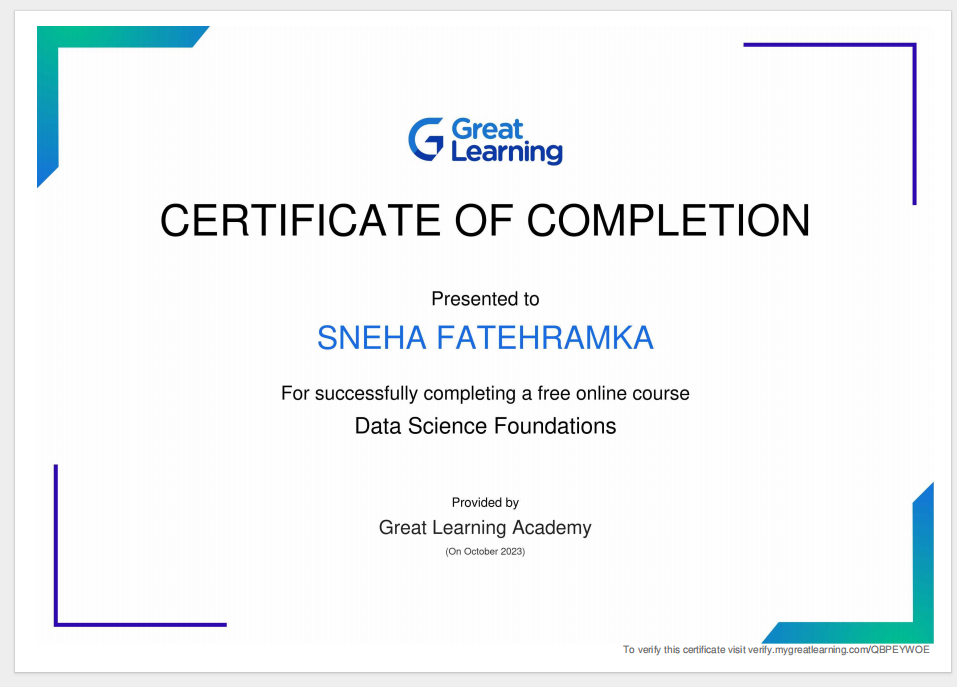 Great
Learning
CERTIFICATE OF COMPLETION
Presented to
SNEHA FATEHRAMKA
For successfully completing a free online course
Data Science Foundations
Provided by
Great Learning Academy
(On October 2023)
To verify this certificate visit verify.mygreatlearning.com/QBPEYWOE